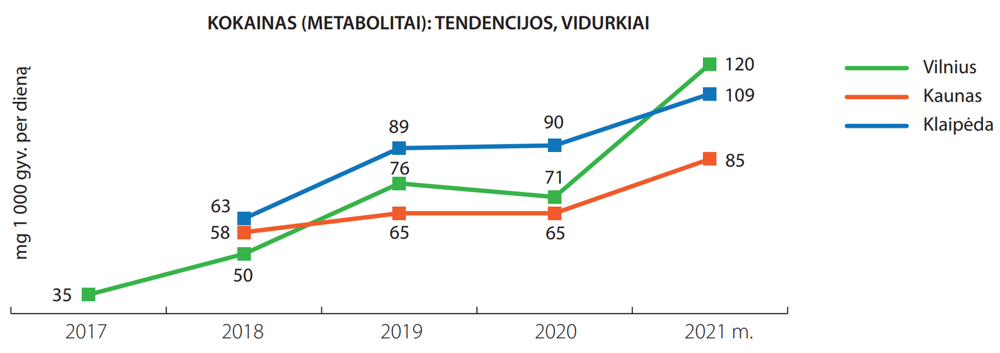 KOKAINAS (METABOLITAI): TENDENCIJOS, VIDURKIAI
mg 1 000 gyv. per dieną
120
109
89
90
76
71
85
63
58
65
65
50
35
2017
2018
2019
2020
2021 m.
Vilnius
Kaunas
Klaipėda